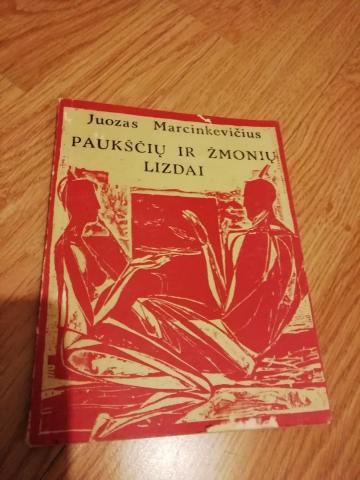 Juozas Marcinkevičius
PAUKŠČIŲ IR ŽMONIŲ
LIZDAI